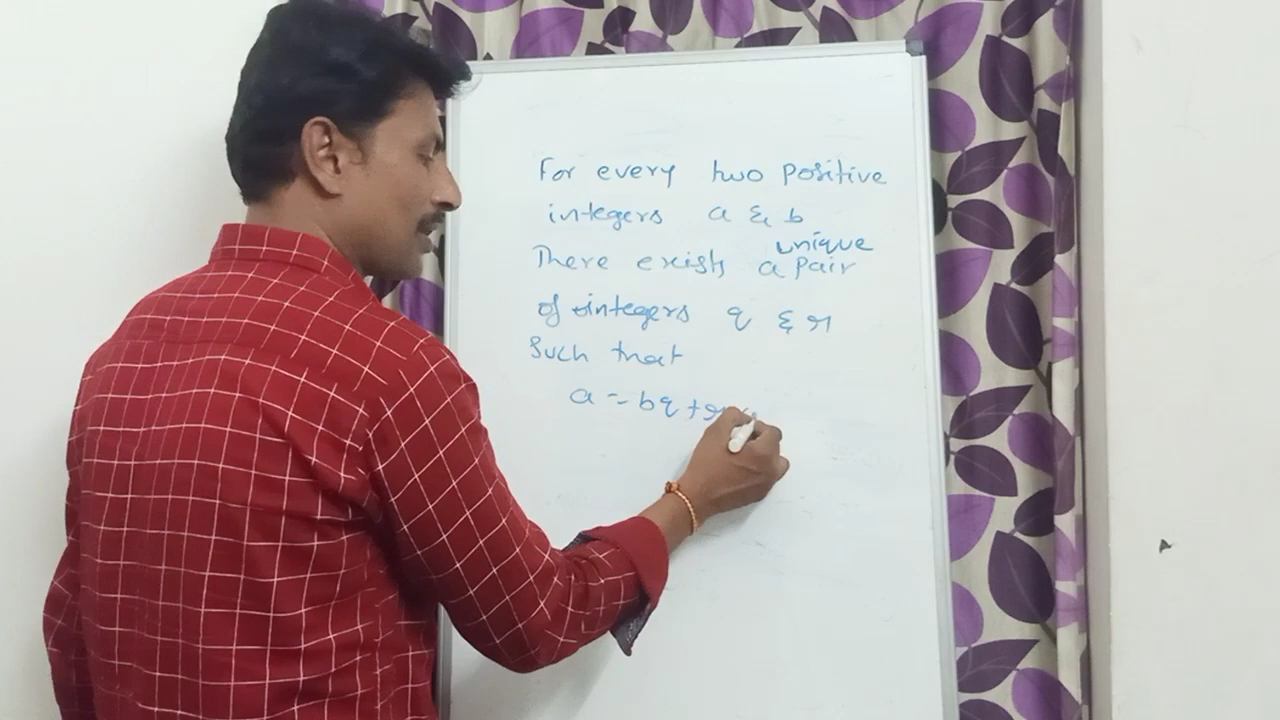 For every two positive
integers a & b
There exists a unique pair
of integers q & r
Such that
a = bq + r